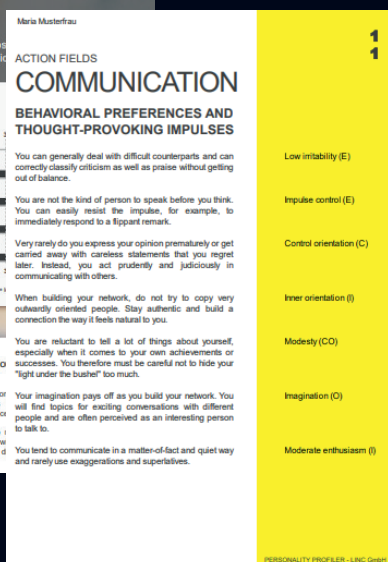 Maria Musterfrau
1
1
ACTION FIELDS
COMMUNICATION
BEHAVIORAL PREFERENCES AND
THOUGHT-PROVOKING IMPULSES
You can generally deal with difficult counterparts and can
correctly classify criticism as well as praise without getting
out of balance.
Low irritability (E)
You are not the kind of person to speak before you think.
You can easily resist the impulse, for example, to
immediately respond to a flippant remark.
Impulse control (E)
Very rarely do you express your opinion prematurely or get
carried away with careless statements that you regret
later. Instead, you act prudently and judiciously in
communicating with others.
Control orientation (C)
When building your network, do not try to copy very
outwardly oriented people. Stay authentic and build a
connection the way it feels natural to you.
Inner orientation (I)
You are reluctant to tell a lot of things about yourself,
especially when it comes to your own achievements or
successes. You therefore must be careful not to hide your
"light under the bushel" too much.
Modesty (CO)
Your imagination pays off as you build your network. You
will find topics for exciting conversations with different
people and are often perceived as an interesting person
to talk to.
Imagination (O)
You tend to communicate in a matter-of-fact and quiet way
and rarely use exaggerations and superlatives.
Moderate enthusiasm (I)
PERSONALITY PROFILER - LINC GmbH